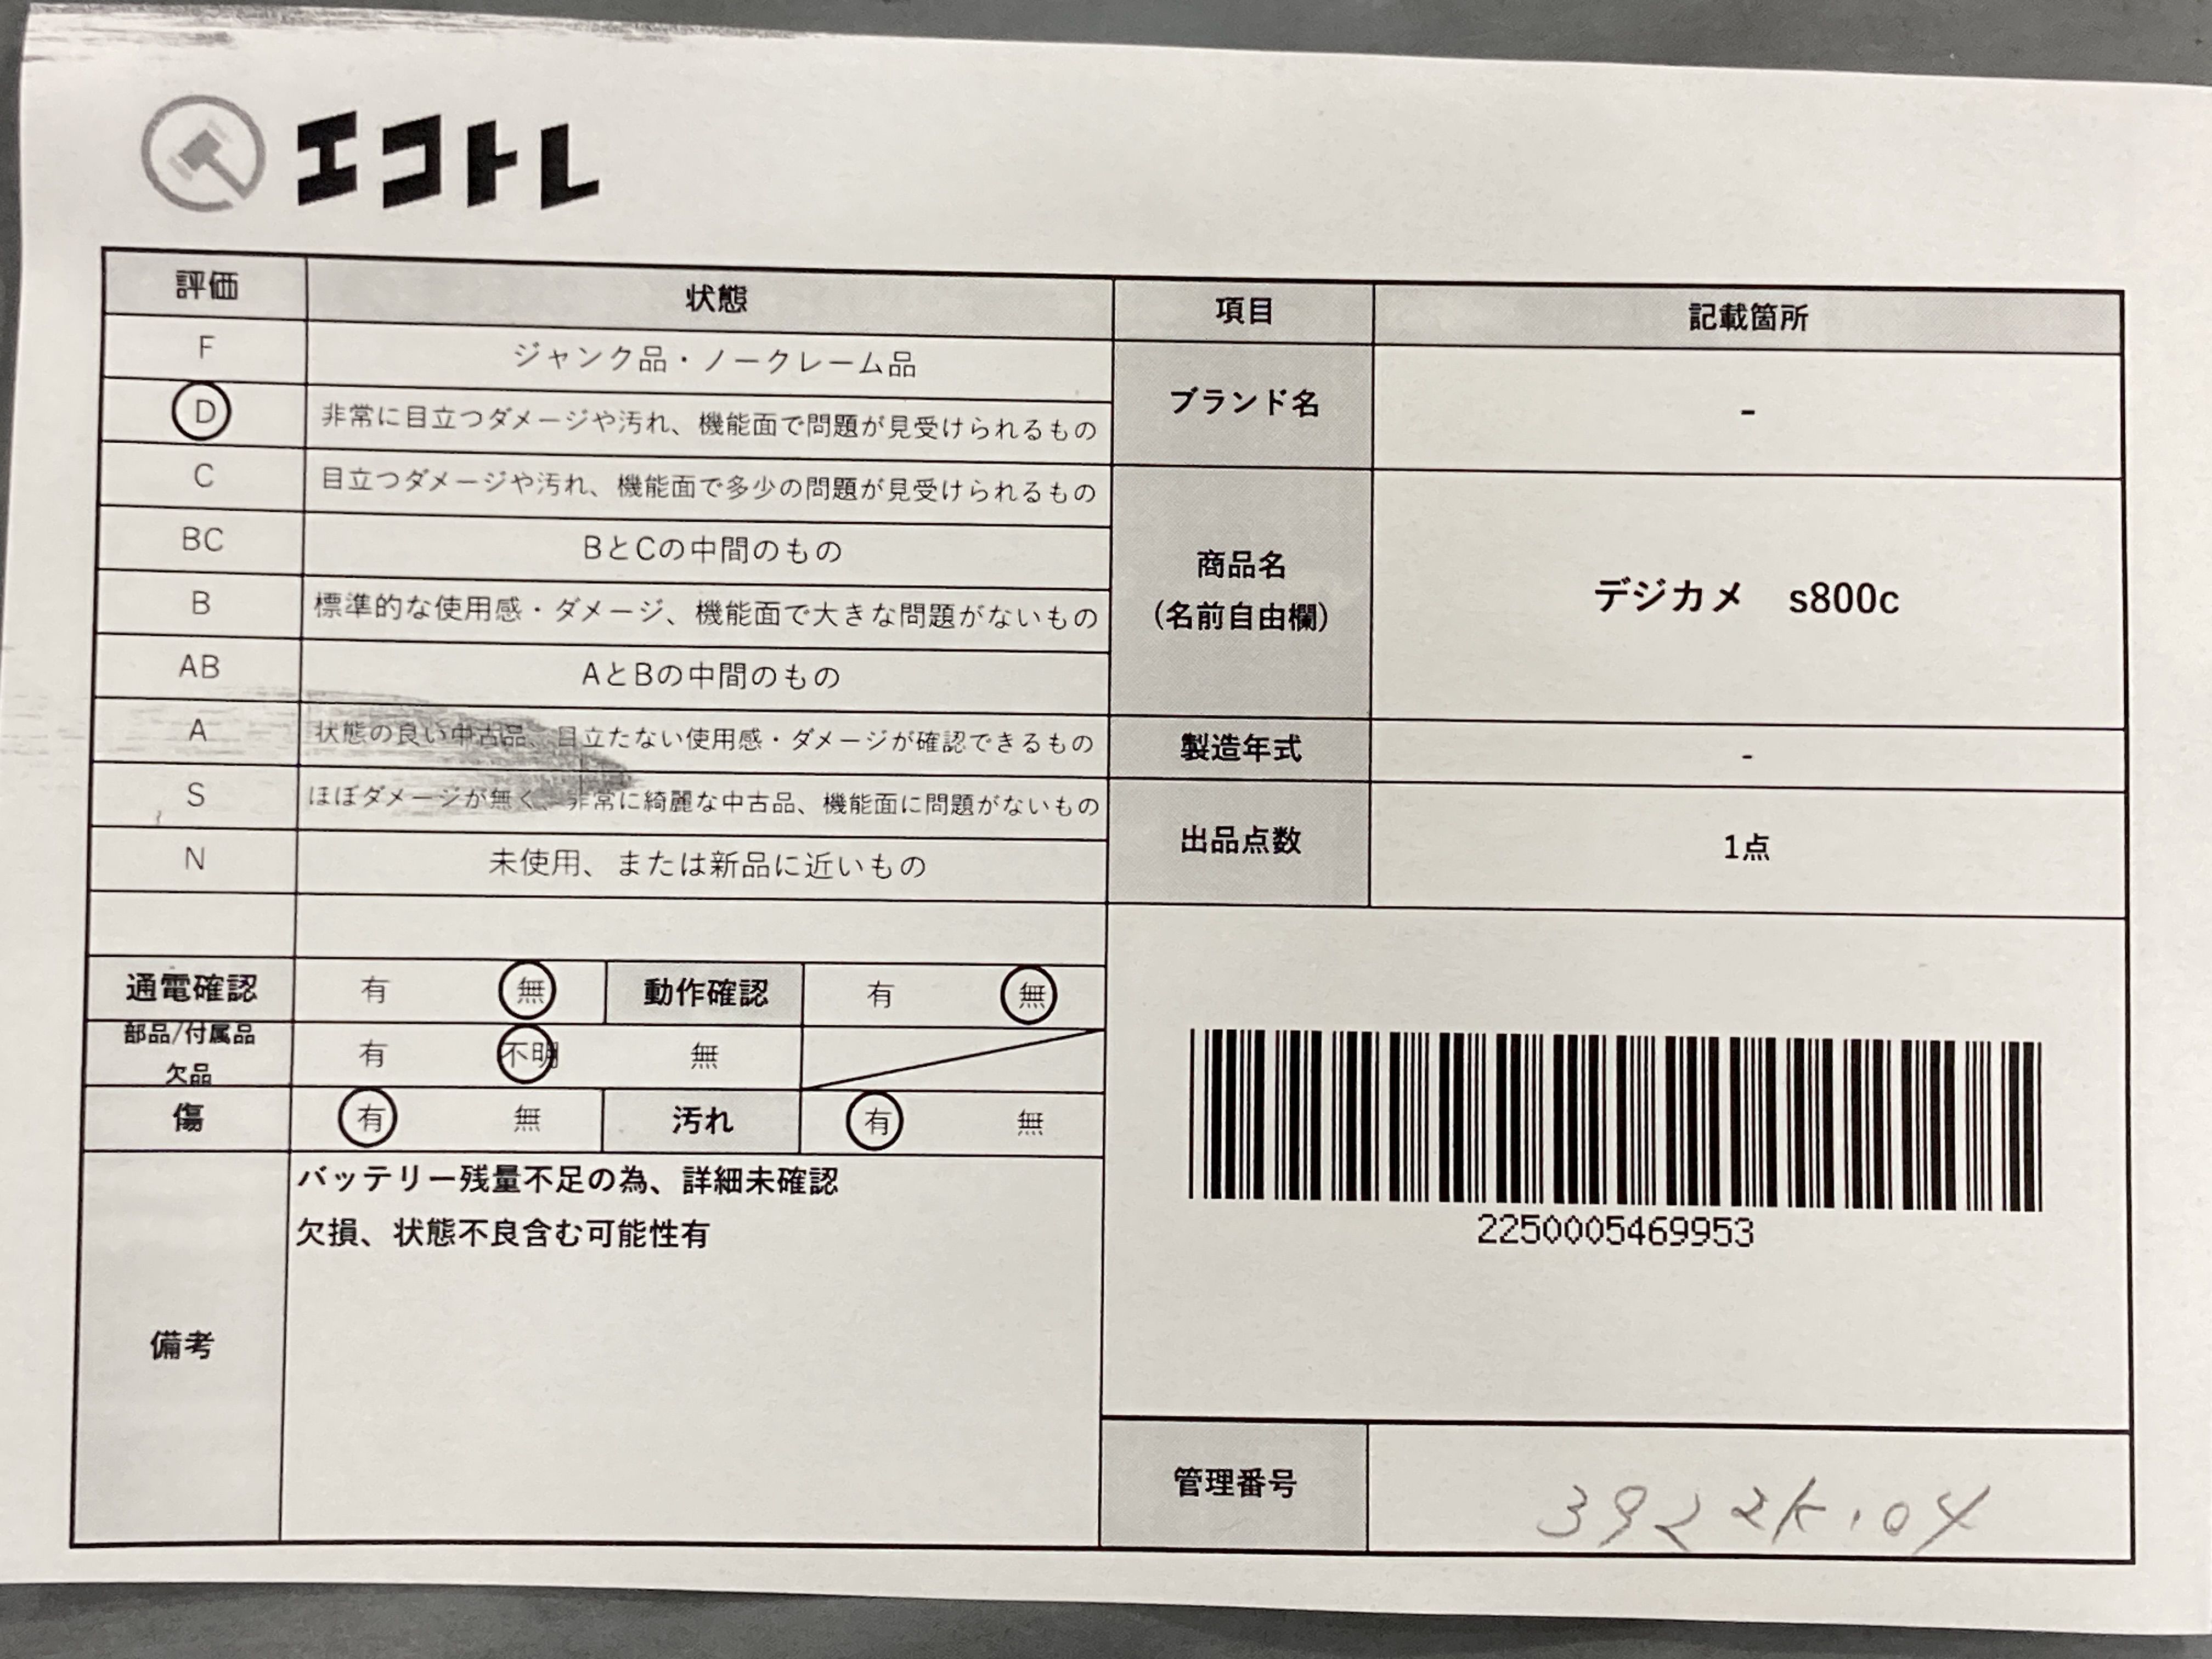 エコトレ
評価 状態 項目 記載箇所
F ジャンク品・ノークレーム品
D 非常に目立つダメージや汚れ、機能面で問題が見受けられるもの
ブランド名 -
C 目立つダメージや汚れ、機能面で多少の問題が見受けられるもの
BC BとCの中間のもの
B 標準的な使用感・ダメージ、機能面で大きな問題がないもの
商品名
(名前自由欄)
デジカメ s800c
AB AとBの中間のもの
A 状態の良い中古品、目立たない使用感・ダメージが確認できるもの
製造年式 -
S ほぼダメージが無く、非常に綺麗な中古品、機能面に問題がないもの
出品点数 1点
N 未使用、または新品に近いもの
通電確認 有 無 動作確認 有 無
部品/付属品
欠品
有 不明 無
傷 有 無 汚れ 有 無
備考
バッテリー残量不足の為、詳細未確認
欠損、状態不良含む可能性有
2250005469953
管理番号
3922K.04